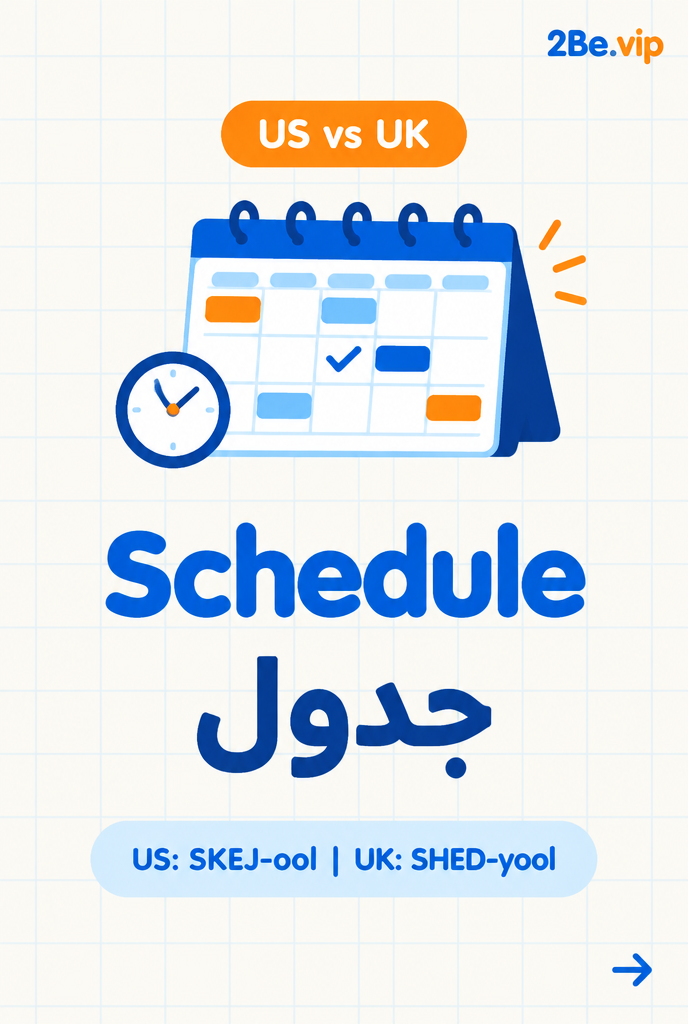 2Be.vip
US vs UK
Schedule
جدول
US: SKEJ-ool | UK: SHED-yool